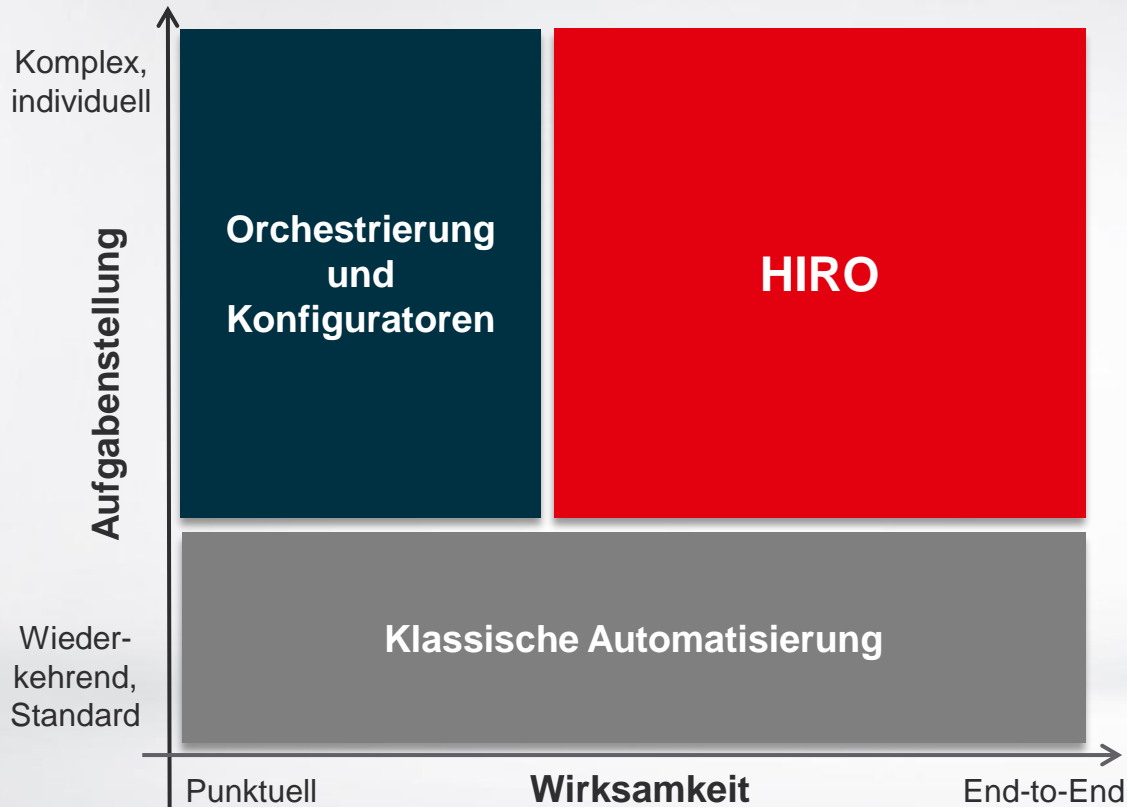 Komplex,
individuell
Aufgabenstellung
Wieder-
kehrend,
Standard
Orchestrierung
und
Konfiguratoren
HIRO
Klassische Automatisierung
Punktuell
Wirksamkeit
End-to-End